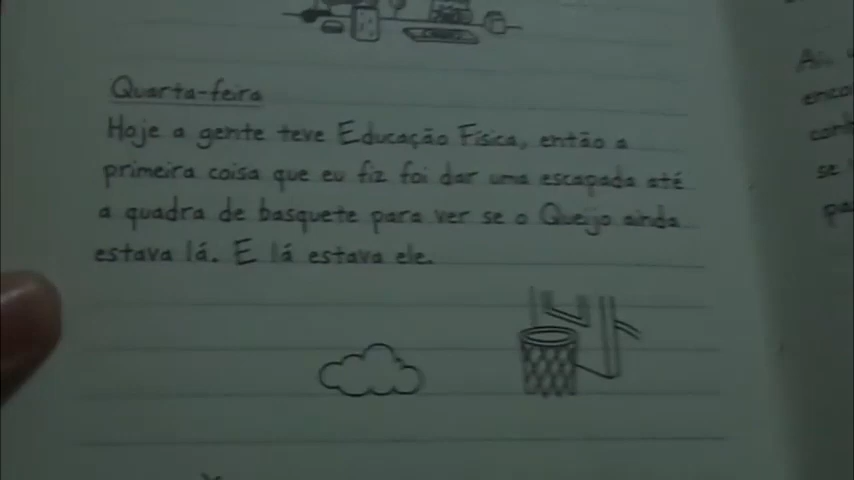 Quarta-feira
Hoje a gente teve Educação Física, então a
primeira coisa que eu fiz foi dar uma escapada até
a quadra de basquete para ver se o Queijo ainda
estava lá. E lá estava ele.
se